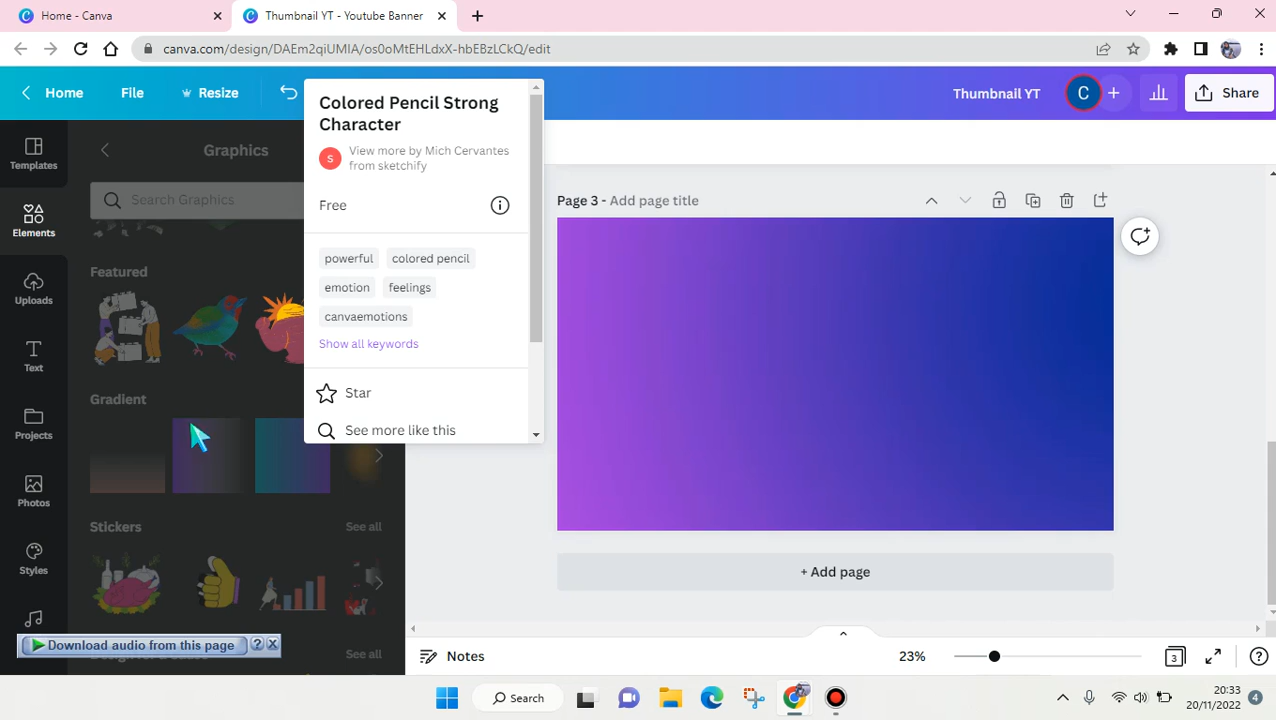 Home - Canva
Thumbnail YT - Youtube Banner
canva.com/design/DAEm2qiUMIA/os0oMtEHLdxX-hbEBzLCkQ/edit
Home
File
Resize
Thumbnail YT
C
Share
Templates
Elements
Uploads
Text
Projects
Photos
Styles
Graphics
Search Graphics
Featured
Gradient
Stickers
See all
See all
Colored Pencil Strong
Character
S
View more by Mich Cervantes
from sketchify
Free
powerful
colored pencil
emotion
feelings
canvaemotions
Show all keywords
Star
See more like this
Page 3 - Add page title
+ Add page
Download audio from this page
Notes
23%
3
Search
20:33
20/11/2022
4